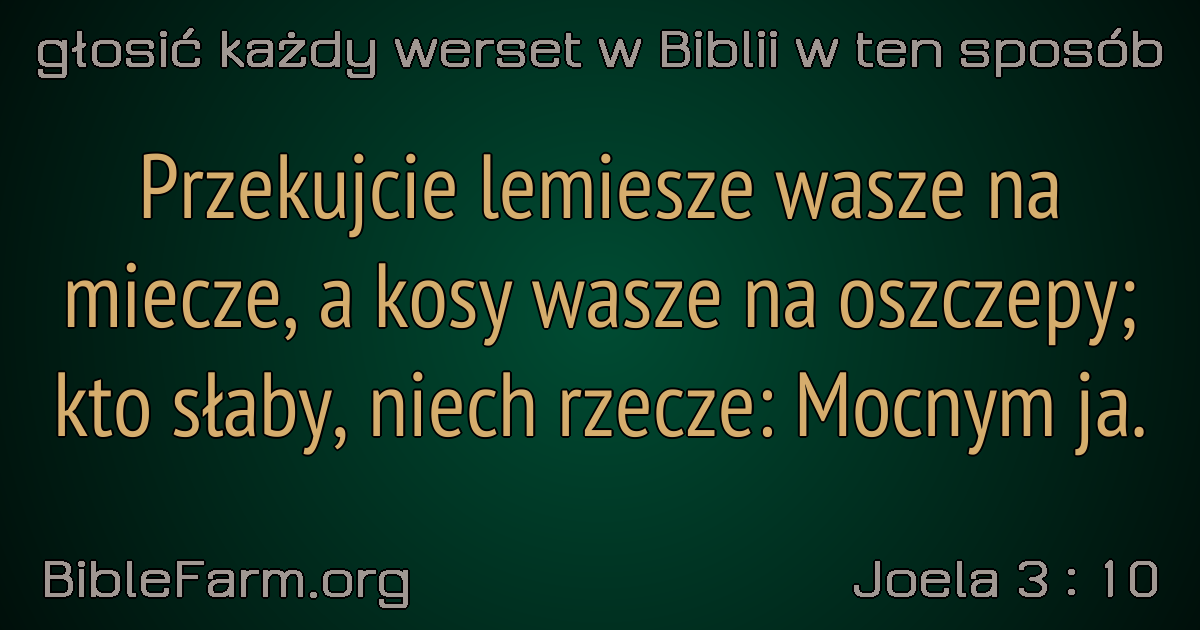 głosić każdy werset w Biblii w ten sposób
Przekujcie lemiesze wasze na
miecze, a kosy wasze na oszczepy;
kto słaby, niech rzecze: Mocnym ja.
BibleFarm.org
Joela 3 : 10